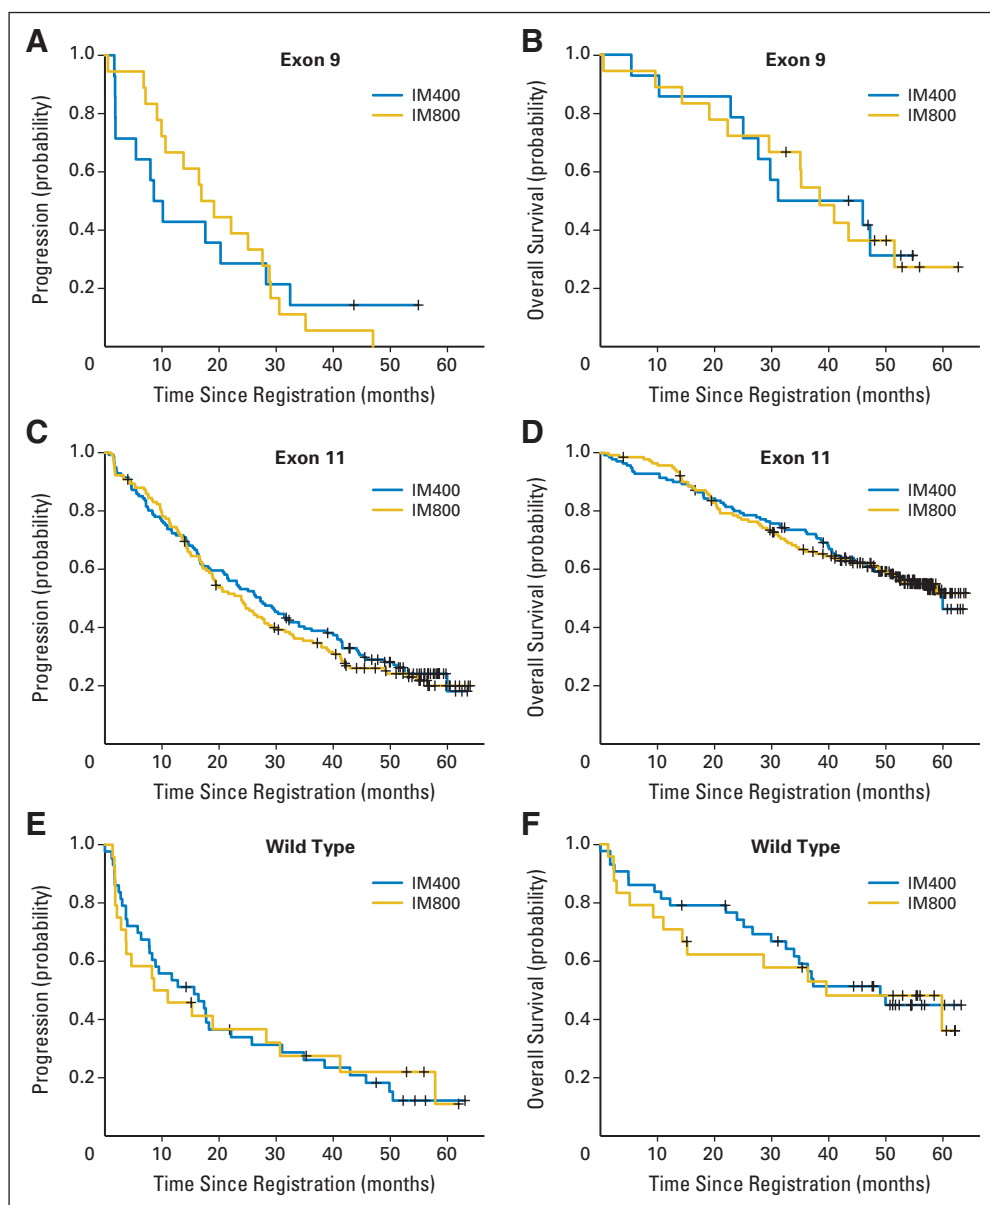 A
Exon 9
IM400
IM800
1.0
0.8
0.6
0.4
0.2
0
10
20
30
40
50
60
Progression (probability)
Time Since Registration (months)
B
Exon 9
IM400
IM800
1.0
0.8
0.6
0.4
0.2
0
10
20
30
40
50
60
Overall Survival (probability)
Time Since Registration (months)
C
Exon 11
IM400
IM800
1.0
0.8
0.6
0.4
0.2
0
10
20
30
40
50
60
Progression (probability)
Time Since Registration (months)
D
Exon 11
IM400
IM800
1.0
0.8
0.6
0.4
0.2
0
10
20
30
40
50
60
Overall Survival (probability)
Time Since Registration (months)
E
Wild Type
IM400
IM800
1.0
0.8
0.6
0.4
0.2
0
10
20
30
40
50
60
Progression (probability)
Time Since Registration (months)
F
Wild Type
IM400
IM800
1.0
0.8
0.6
0.4
0.2
0
10
20
30
40
50
60
Overall Survival (probability)
Time Since Registration (months)